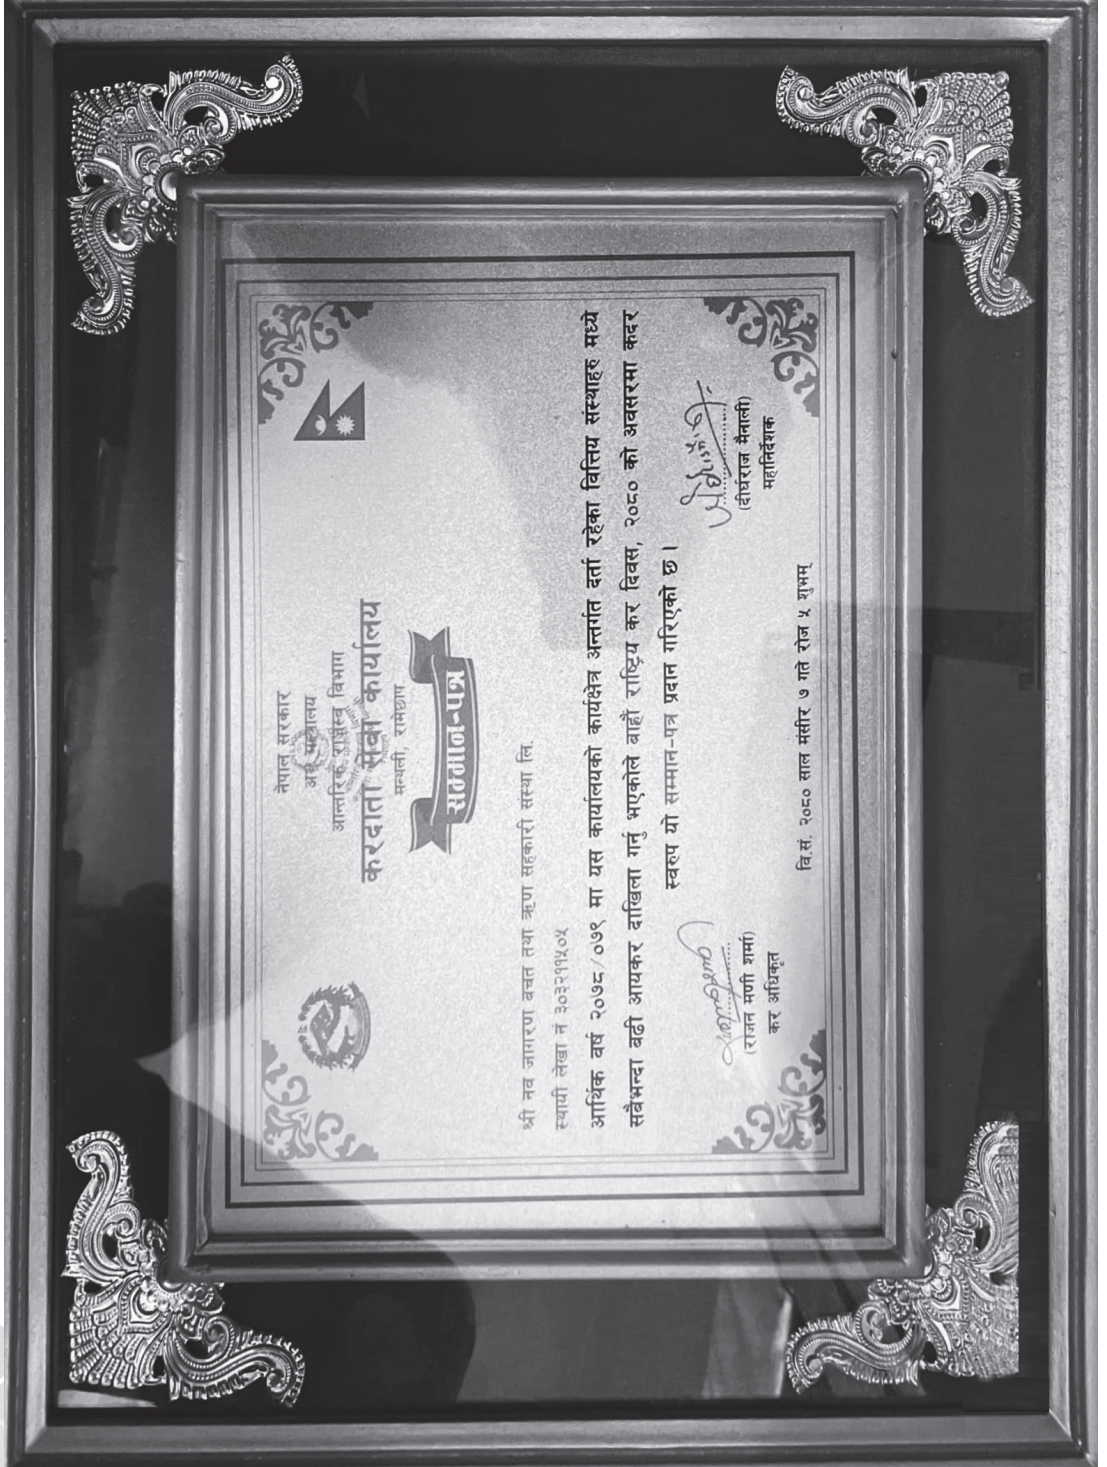 नेपाल सरकार
अर्थ मन्त्रालय
आन्तरिक राजस्व विभाग
करदाता सेवा कार्यालय
मन्थली, रामेछाप
सम्मान-पत्र
श्री नव जागरण बचत तथा ऋण सहकारी संस्था लि.
स्थायी लेखा नं ३०३२११५०५
आर्थिक वर्ष २०७८/०७९ मा यस कार्यालयको कार्यक्षेत्र अन्तर्गत दर्ता रहेका वित्तिय संस्थाहरु मध्ये
सबैभन्दा बढी आयकर दाखिला गर्नु भएकोले बाह्रौं राष्ट्रिय कर दिवस, २०८० को अवसरमा कदर
स्वरुप यो सम्मान-पत्र प्रदान गरिएको छ।
(राजन मणी शर्मा)
कर अधिकृत
(दीर्घराज मैनाली)
महानिर्देशक
वि.सं. २०८० साल मंसीर ७ गते रोज ५ शुभम्